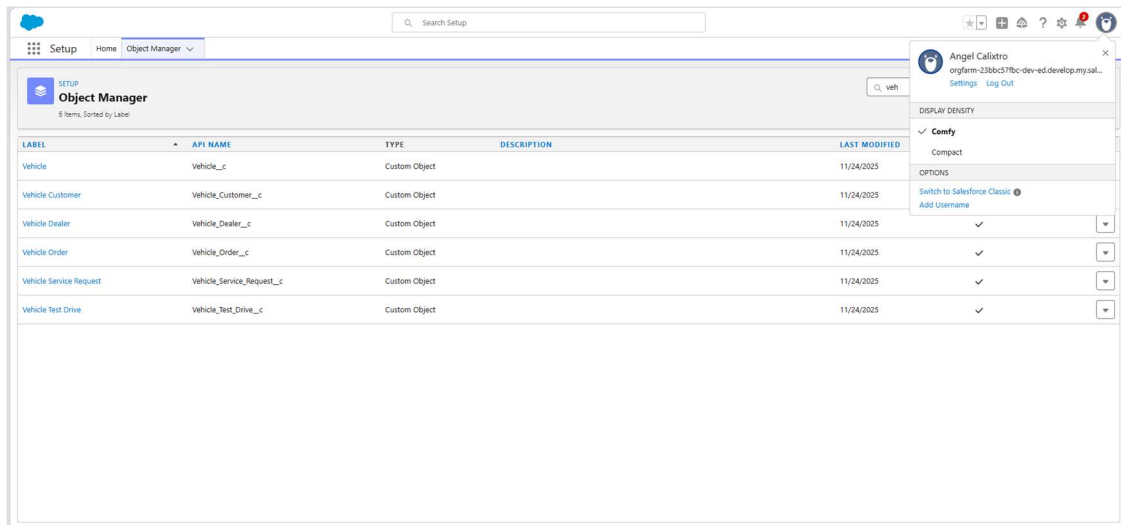 Search Setup
2
Setup
Home
Object Manager
Angel Calixtro
orgfarm-23bbc57fbc-dev-ed.develop.my.sal...
Settings Log Out
DISPLAY DENSITY
Comfy
Compact
OPTIONS
Switch to Salesforce Classic
Add Username
SETUP
Object Manager
6 Items, Sorted by Label
veh
LABEL API NAME TYPE DESCRIPTION LAST MODIFIED
Vehicle Vehicle__c Custom Object 11/24/2025
Vehicle Customer Vehicle_Customer__c Custom Object 11/24/2025
Vehicle Dealer Vehicle_Dealer__c Custom Object 11/24/2025
Vehicle Order Vehicle_Order__c Custom Object 11/24/2025
Vehicle Service Request Vehicle_Service_Request__c Custom Object 11/24/2025
Vehicle Test Drive Vehicle_Test_Drive__c Custom Object 11/24/2025